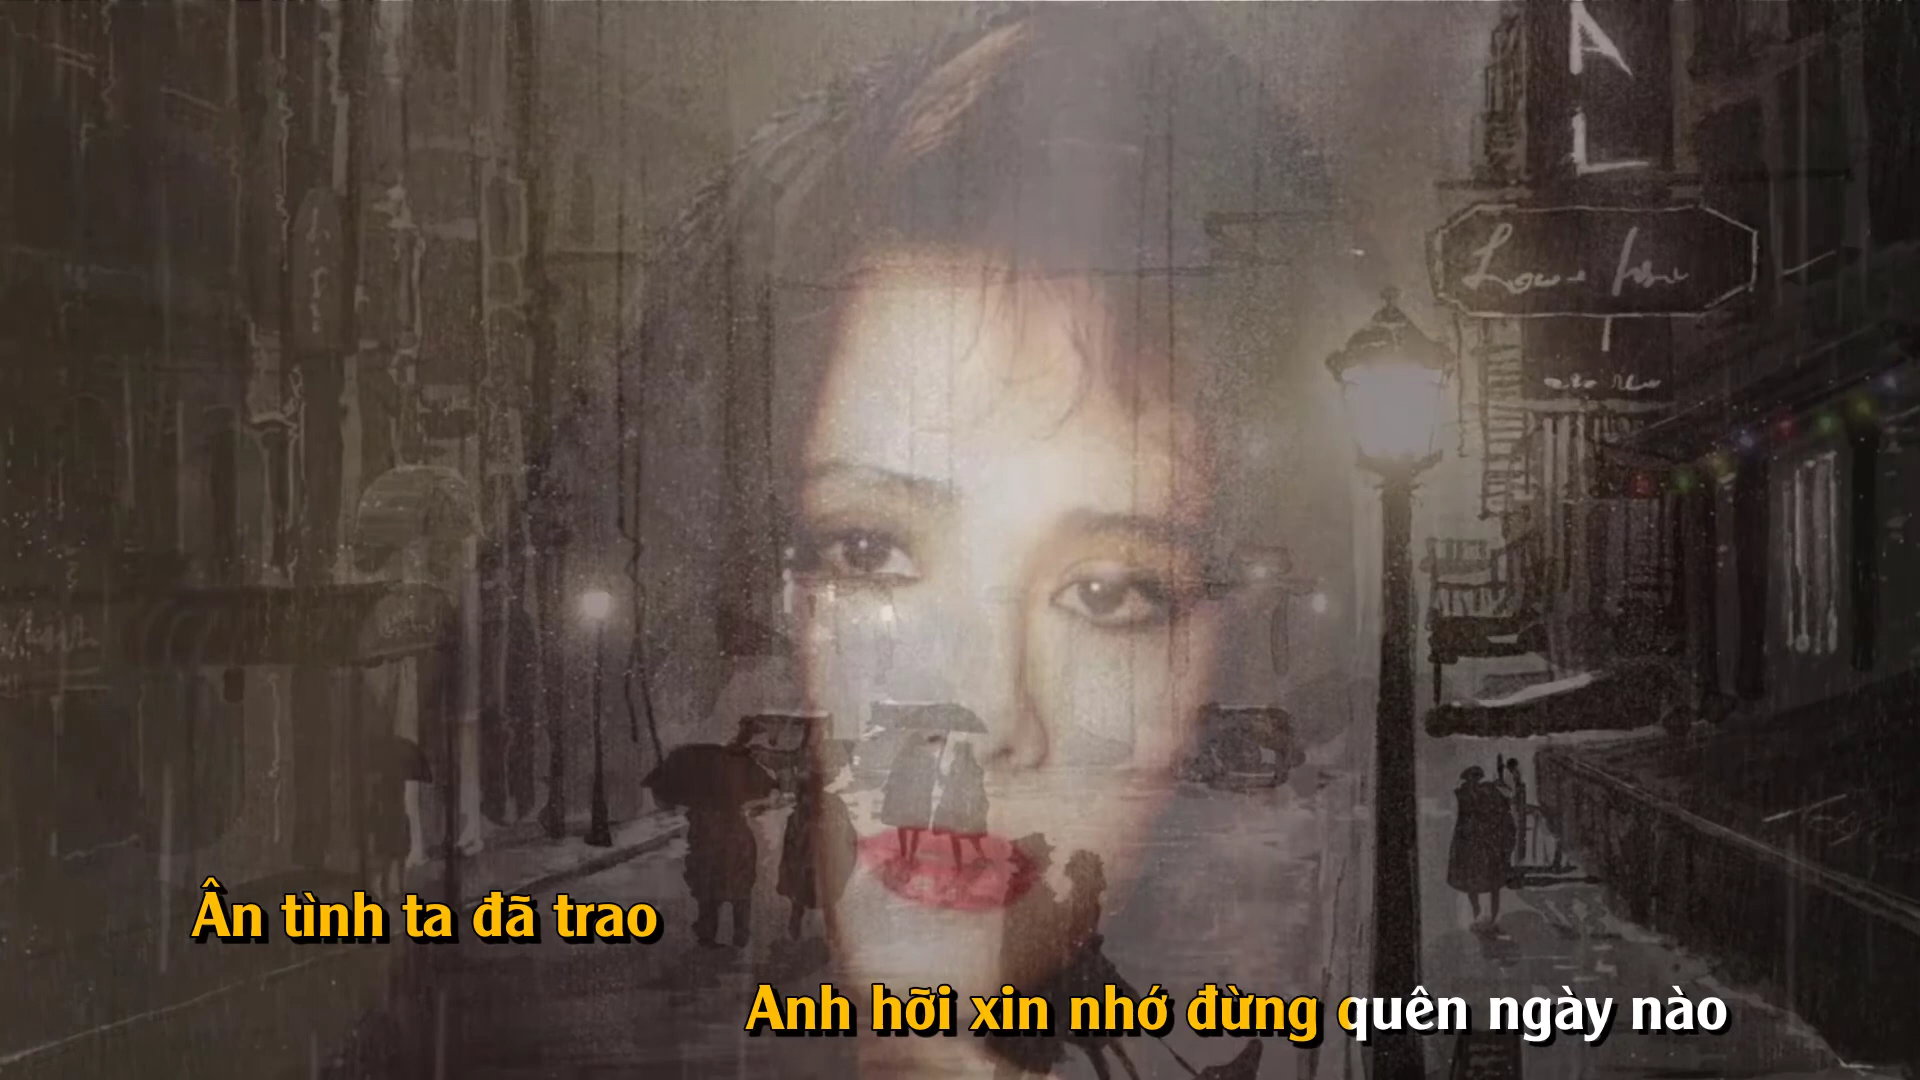 A
L
Ân tình ta đã trao
Anh hỡi xin nhớ đừng quên ngày nào